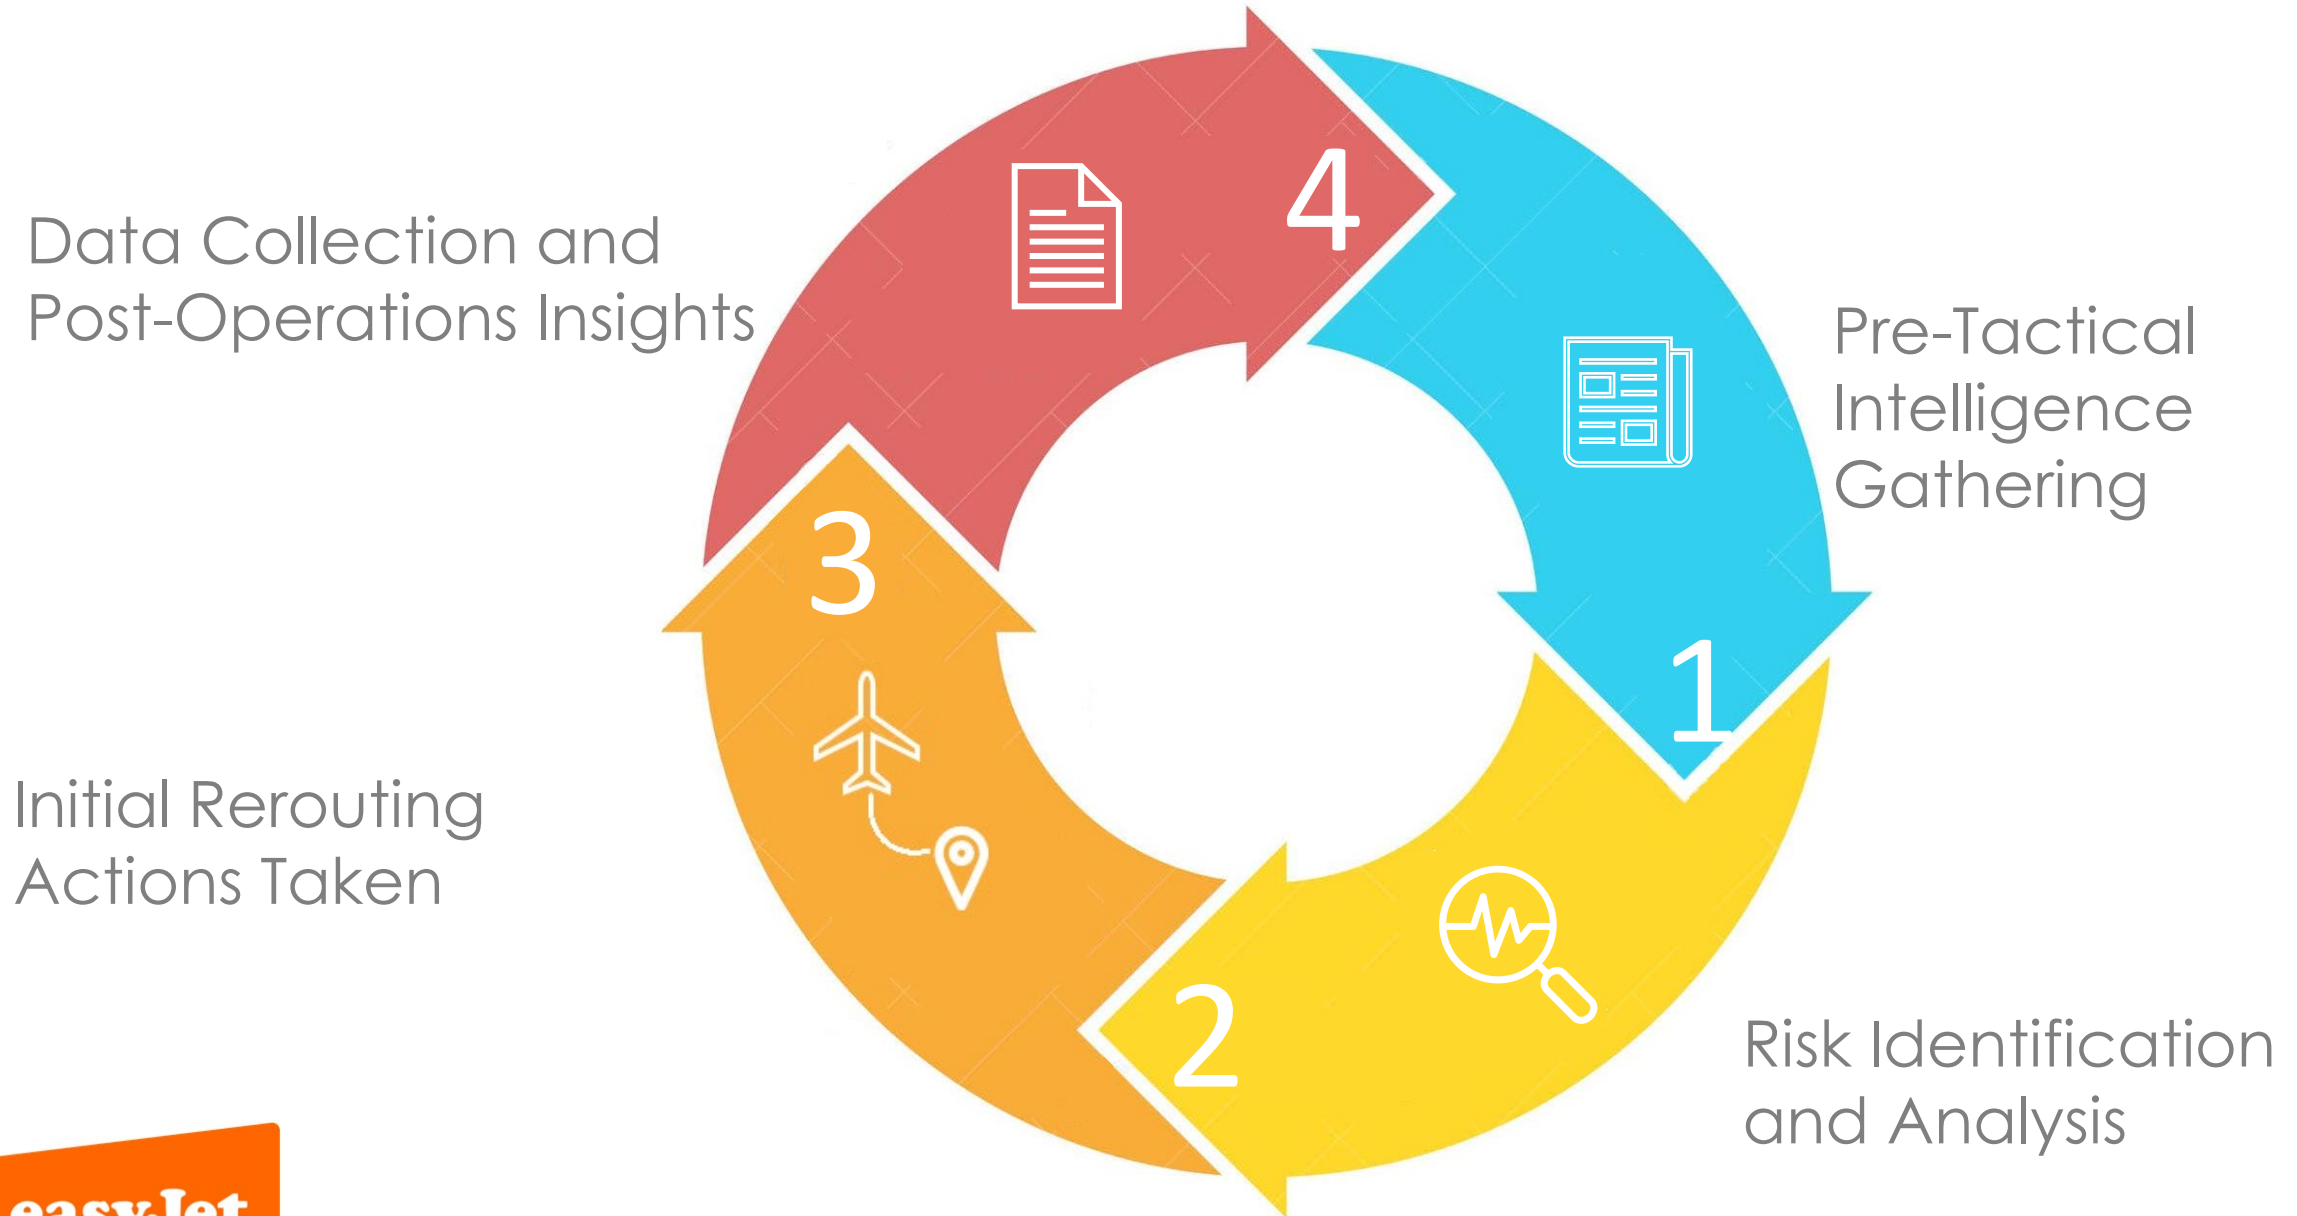 4
Data Collection and
Post-Operations Insights
Pre-Tactical
Intelligence
Gathering
3
1
Initial Rerouting
Actions Taken
2
Risk Identification
and Analysis
easyJet